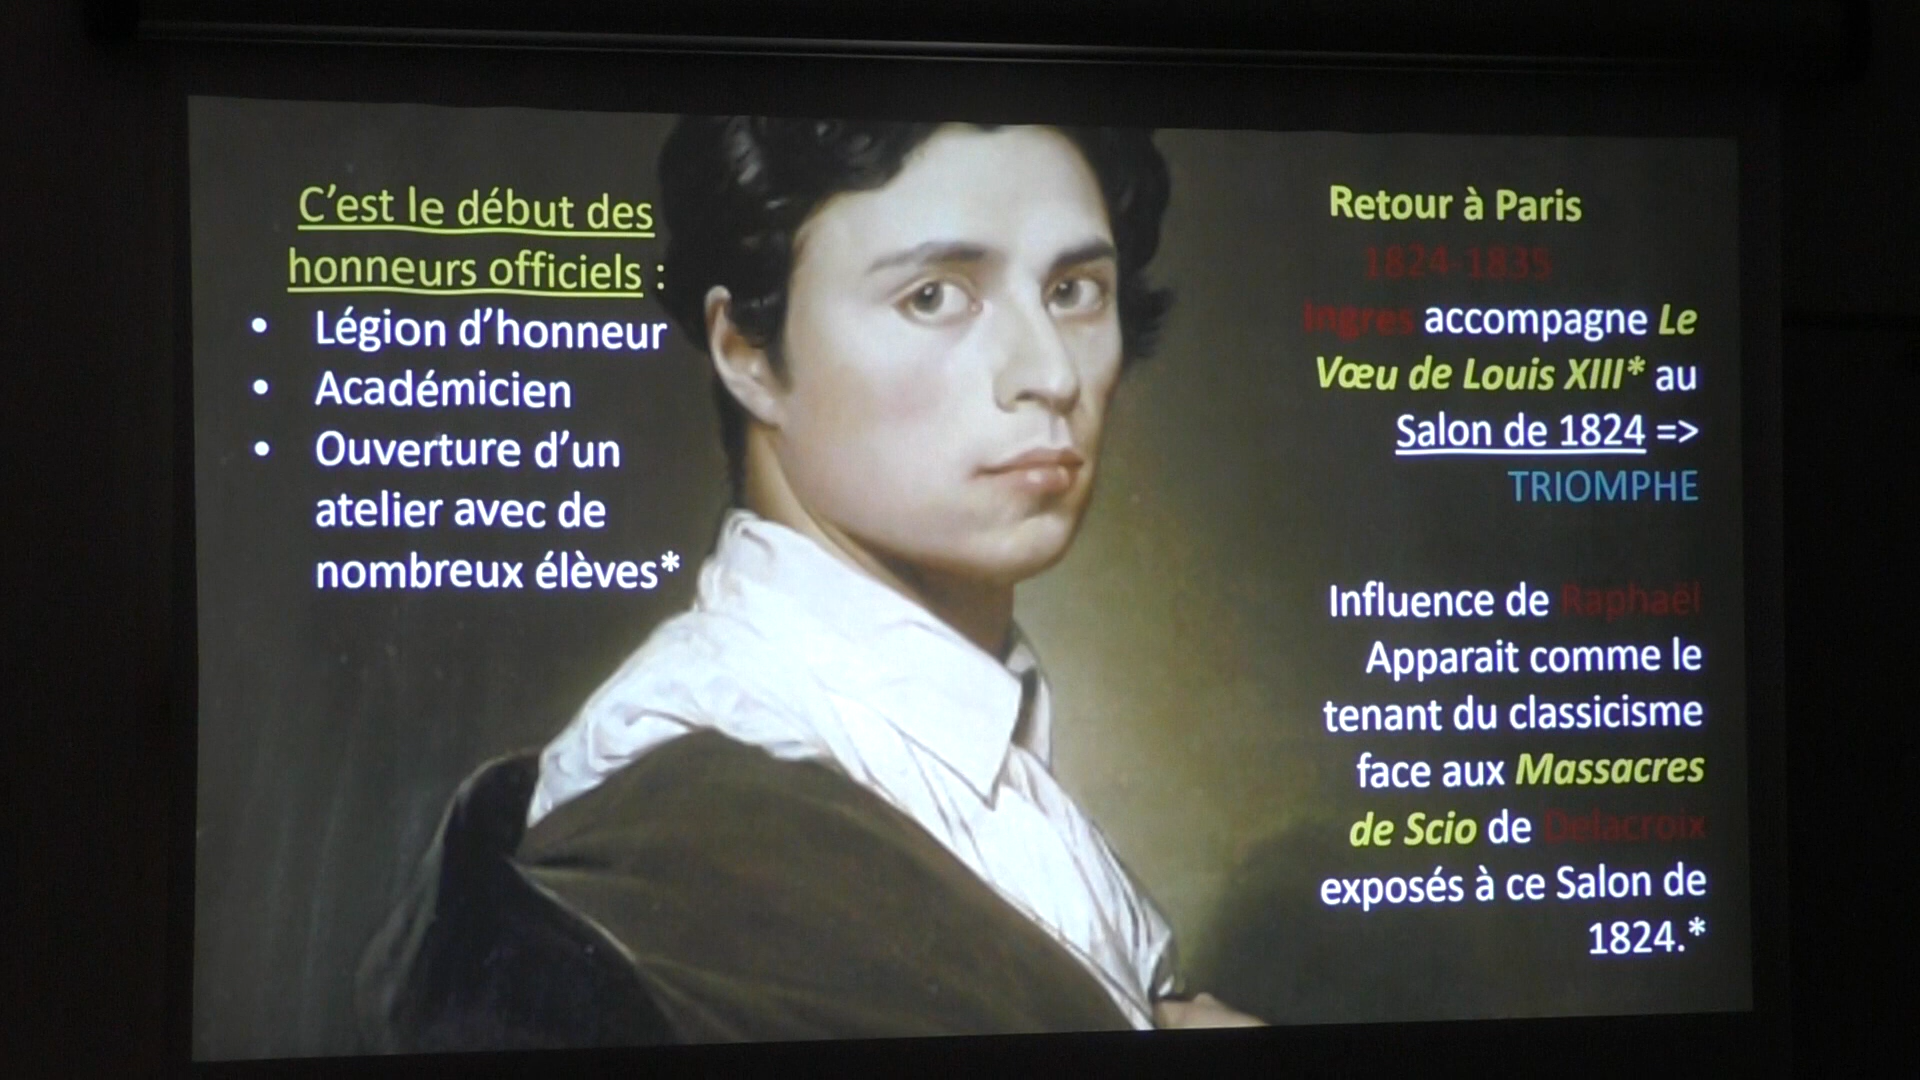 C'est le début des
honneurs officiels :
• Légion d'honneur
• Académicien
• Ouverture d'un
atelier avec de
nombreux élèves*
Retour à Paris
1824-1835
Ingres accompagne Le
Vœu de Louis XIII* au
Salon de 1824 =>
TRIOMPHE
Influence de Raphaël
Apparait comme le
tenant du classicisme
face aux Massacres
de Scio de Delacroix
exposés à ce Salon de
1824.*